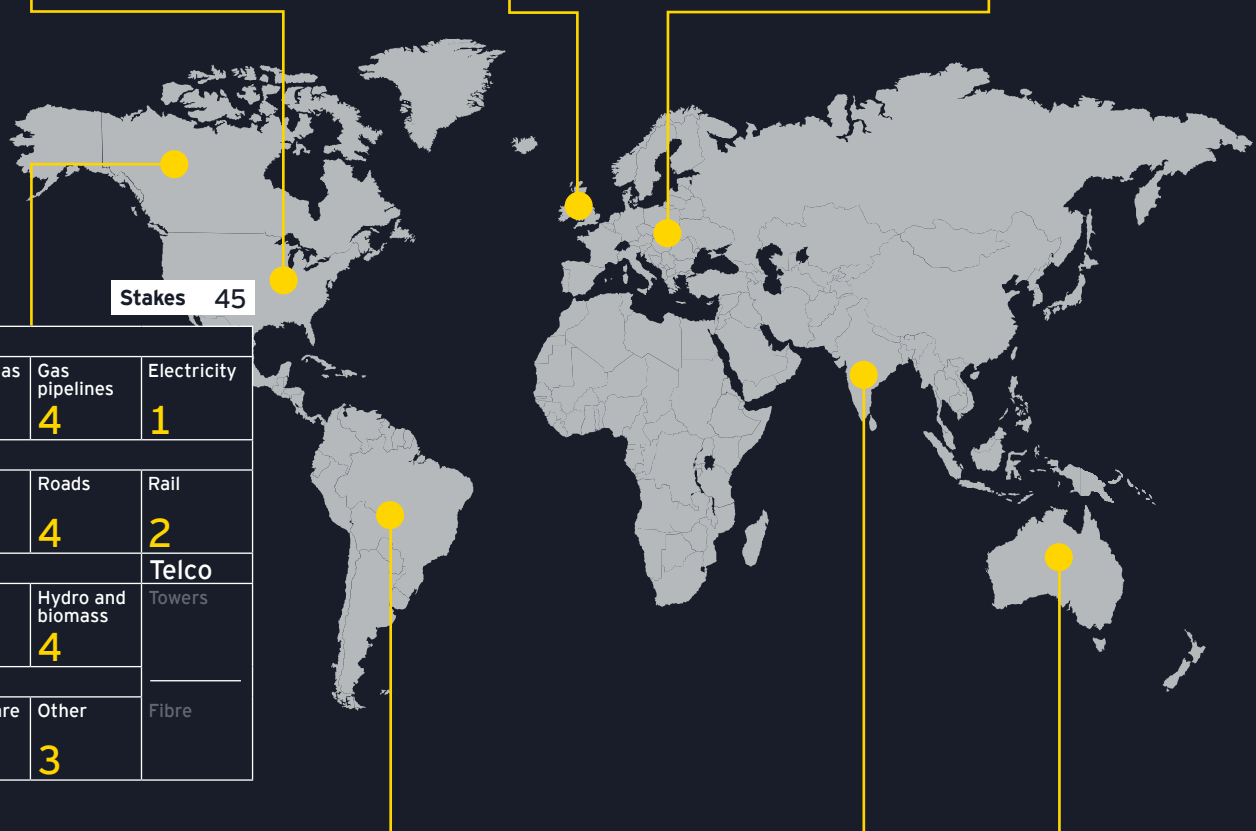 Stakes 45
as
Gas
pipelines
4
Electricity
1
Roads
4
Rail
2
Telco
Hydro and
biomass
4
Towers
are
Other
3
Fibre